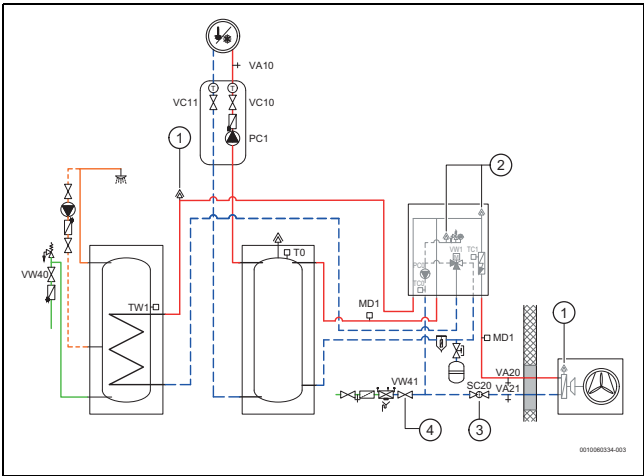 VA10
VC11
VC10
PC1
1
2
VW40
TW1
T0
MD1
PC0
TC0
VW1
TC1
MD1
1
VA20
VA21
VW41
SC20
4
3
T
T
0010080334-003